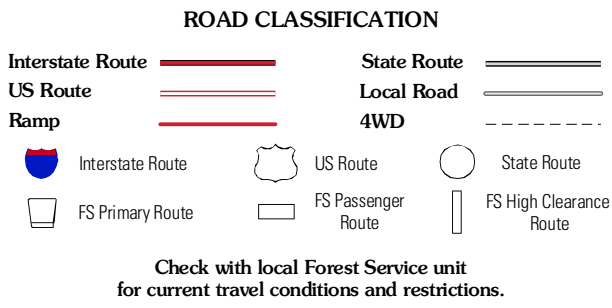 ROAD CLASSIFICATION
Interstate Route
State Route
US Route
Local Road
Ramp
4WD
Interstate Route
US Route
State Route
FS Primary Route
FS Passenger
Route
FS High Clearance
Route
Check with local Forest Service unit
for current travel conditions and restrictions.